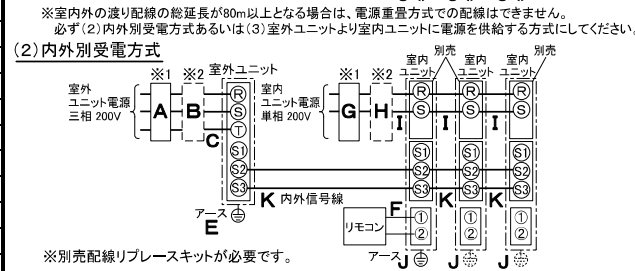 ※室内外の渡り配線の総延長が80m以上となる場合は、電源重畳方式での配線はできません。
必ず(2)内外別受電方式あるいは(3)室外ユニットより室内ユニットに電源を供給する方式にしてください。
(2)内外別受電方式
※1 ※2 室外ユニット
室外
ユニット電源
三相 200V
A B C
R
S
T
S1
S2
S3
アース
E
K 内外信号線
※1 ※2
室内
ユニット電源
単相 200V
G H
室内
ユニット
別売
室内
ユニット
室内
ユニット
別売
R R R
S S S
I I I
S1 S1 S1
S2 S2 S2
S3 S3 S3
K K
リモコン
F
① ① ①
② ② ②
アース J J J
※別売配線リプレースキットが必要です。